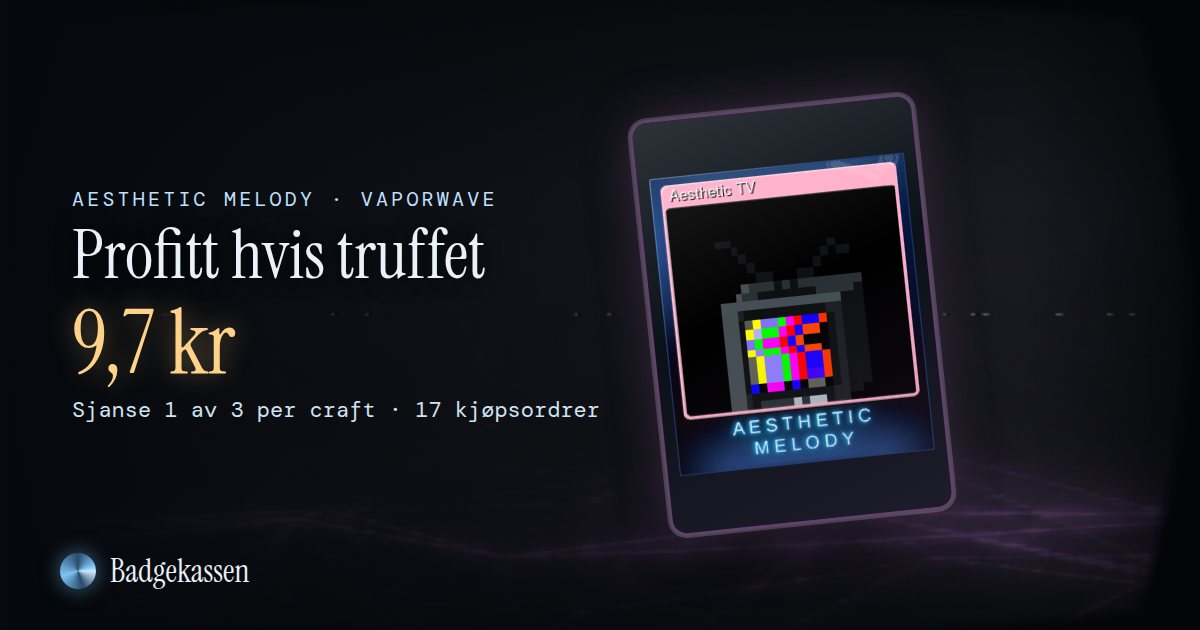 AESTHETIC MELODY · VAPORWAVE
Profitt hvis truffet
9,7 kr
Sjanse 1 av 3 per craft · 17 kjøpsordrer
Aesthetic TV
AESTHETIC
MELODY
Badgekassen